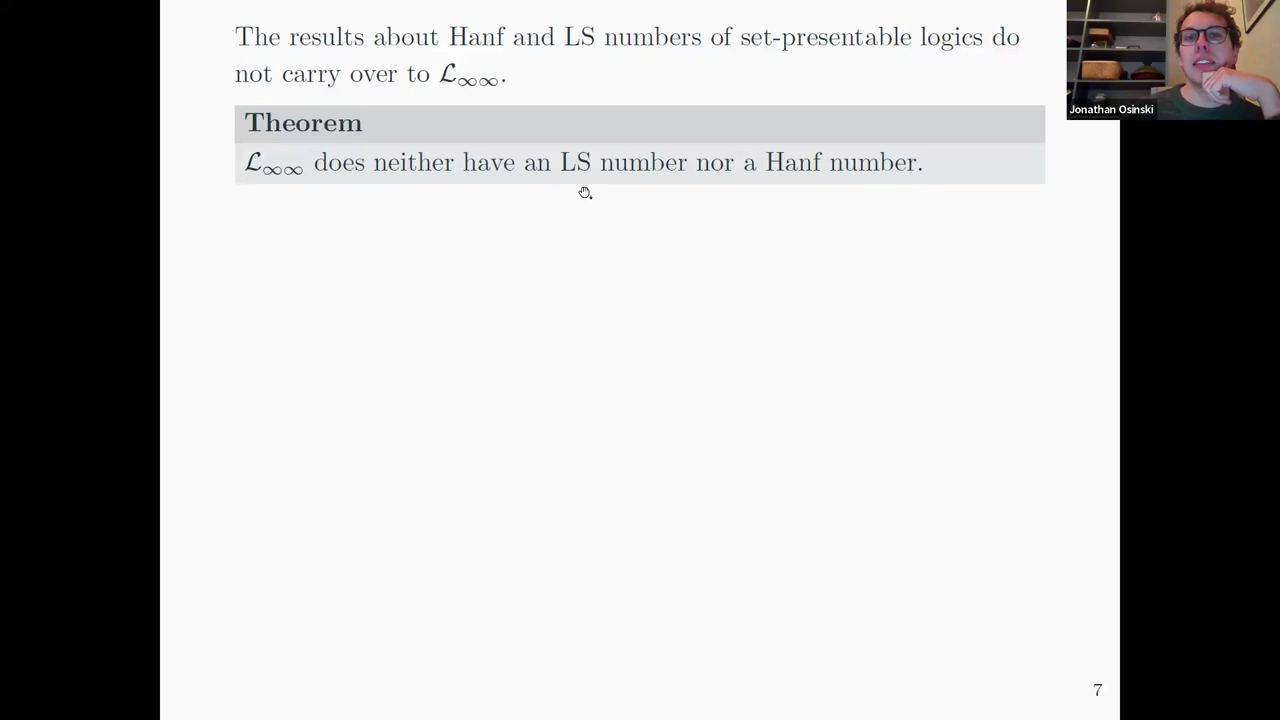 The results about Hanf and LS numbers of set-presentable logics do
not carry over to ℒ∞∞.
Jonathan Osinski
Theorem
ℒ∞∞ does neither have an LS number nor a Hanf number.
7